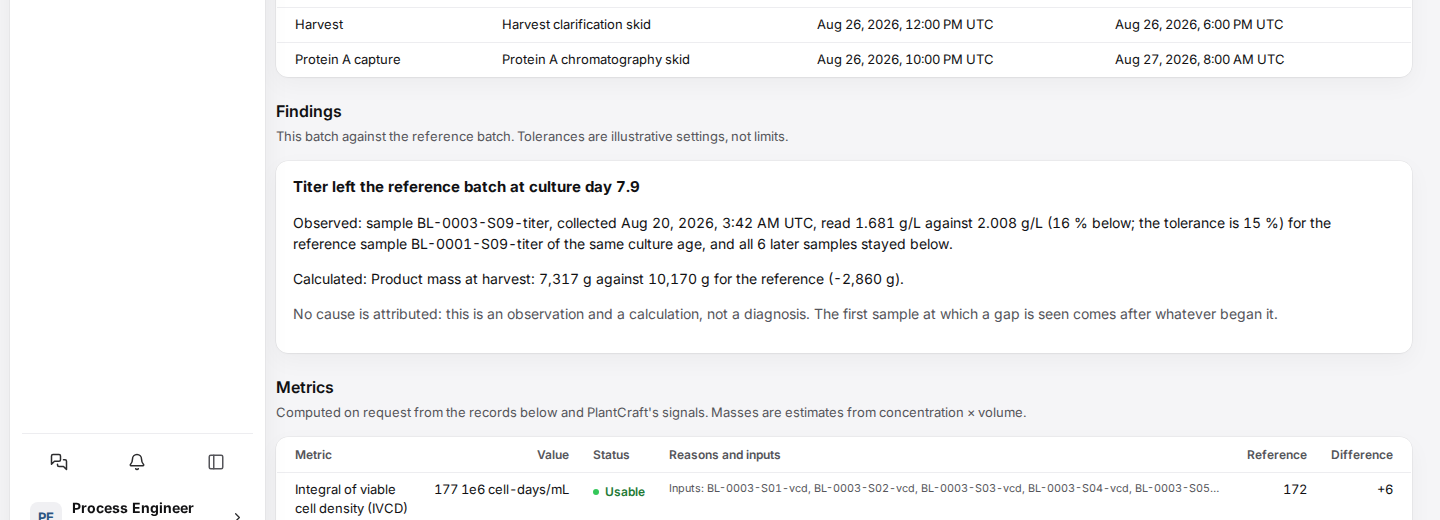 Harvest Harvest clarification skid Aug 26, 2026, 12:00 PM UTC Aug 26, 2026, 6:00 PM UTC
Protein A capture Protein A chromatography skid Aug 26, 2026, 10:00 PM UTC Aug 27, 2026, 8:00 AM UTC
Findings
This batch against the reference batch. Tolerances are illustrative settings, not limits.
Titer left the reference batch at culture day 7.9
Observed: sample BL-0003-S09-titer, collected Aug 20, 2026, 3:42 AM UTC, read 1.681 g/L against 2.008 g/L (16 % below; the tolerance is 15 %) for the
reference sample BL-0001-S09-titer of the same culture age, and all 6 later samples stayed below.
Calculated: Product mass at harvest: 7,317 g against 10,170 g for the reference (-2,860 g).
No cause is attributed: this is an observation and a calculation, not a diagnosis. The first sample at which a gap is seen comes after whatever began it.
Metrics
Computed on request from the records below and PlantCraft's signals. Masses are estimates from concentration × volume.
Metric Value Status Reasons and inputs Reference Difference
Integral of viable 177 1e6 cell-days/mL Usable Inputs: BL-0003-S01-vcd, BL-0003-S02-vcd, BL-0003-S03-vcd, BL-0003-S04-vcd, BL-0003-S05... 172 +6
cell density (IVCD)
PE Process Engineer